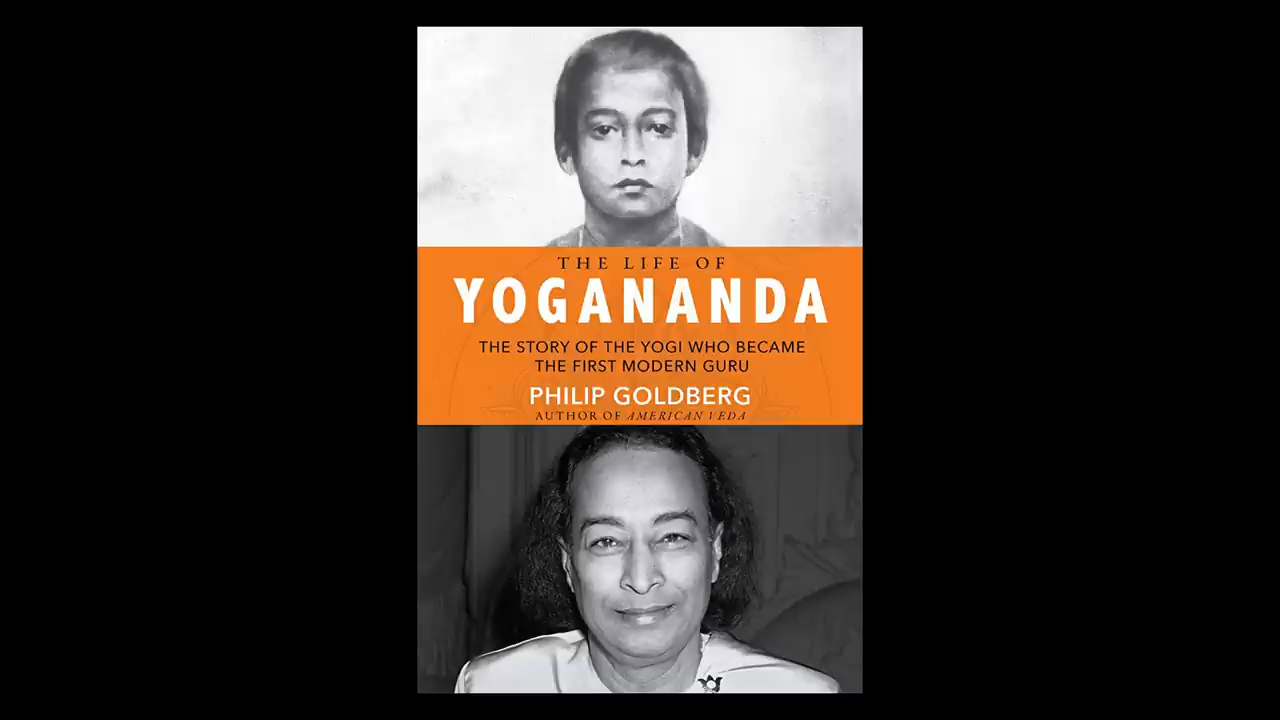 THE LIFE OF
YOGANANDA
THE STORY OF THE YOGI WHO BECAME
THE FIRST MODERN GURU
PHILIP GOLDBERG
AUTHOR OF AMERICAN VEDA